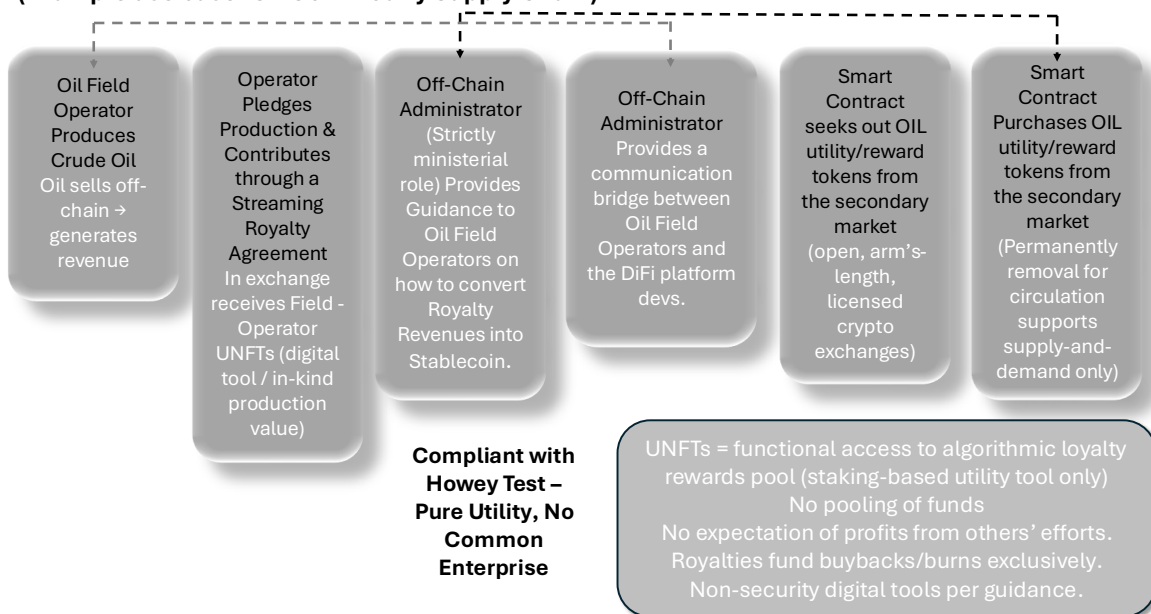 Oil Field
Operator
Produces
Crude Oil
Oil sells off-
chain →
generates
revenue
Operator
Pledges
Production &
Contributes
through a
Streaming
Royalty
Agreement
In exchange
receives Field -
Operator
UNFTs (digital
tool / in-kind
production
value)
Off-Chain
Administrator
(Strictly
ministerial
role) Provides
Guidance to
Oil Field
Operators on
how to convert
Royalty
Revenues into
Stablecoin.
Off-Chain
Administrator
Provides a
communication
bridge between
Oil Field
Operators and
the DiFi platform
devs.
Smart
Contract
seeks out OIL
utility/reward
tokens from
the secondary
market
(open, arm's-
length,
licensed
crypto
exchanges)
Smart
Contract
Purchases OIL
utility/reward
tokens from
the secondary
market
(Permanently
removal for
circulation
supports
supply-and-
demand only)
Compliant with
Howey Test –
Pure Utility, No
Common
Enterprise
UNFTs = functional access to algorithmic loyalty
rewards pool (staking-based utility tool only)
No pooling of funds
No expectation of profits from others' efforts.
Royalties fund buybacks/burns exclusively.
Non-security digital tools per guidance.